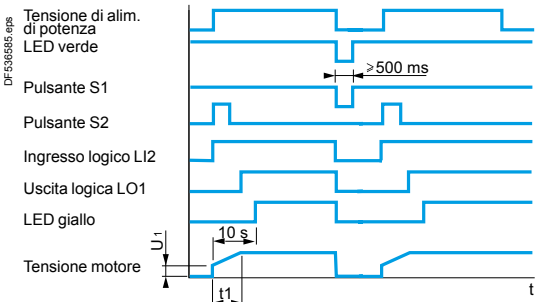 DF536585.eps
Tensione di alim.
di potenza
LED verde
≥500 ms
Pulsante S1
Pulsante S2
Ingresso logico LI2
Uscita logica LO1
LED giallo
10 s
U1
Tensione motore
t1
t